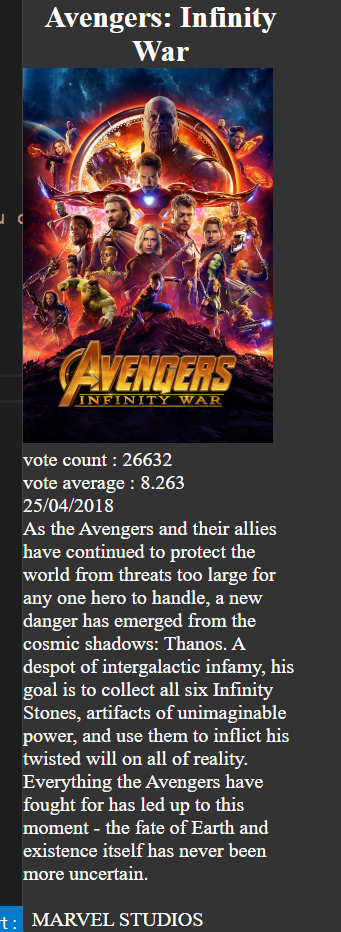 Avengers: Infinity
War
AVENGERS
INFINITY WAR
vote count : 26632
vote average : 8.263
25/04/2018
As the Avengers and their allies
have continued to protect the
world from threats too large for
any one hero to handle, a new
danger has emerged from the
cosmic shadows: Thanos. A
despot of intergalactic infamy, his
goal is to collect all six Infinity
Stones, artifacts of unimaginable
power, and use them to inflict his
twisted will on all of reality.
Everything the Avengers have
fought for has led up to this
moment - the fate of Earth and
existence itself has never been
more uncertain.
t: MARVEL STUDIOS